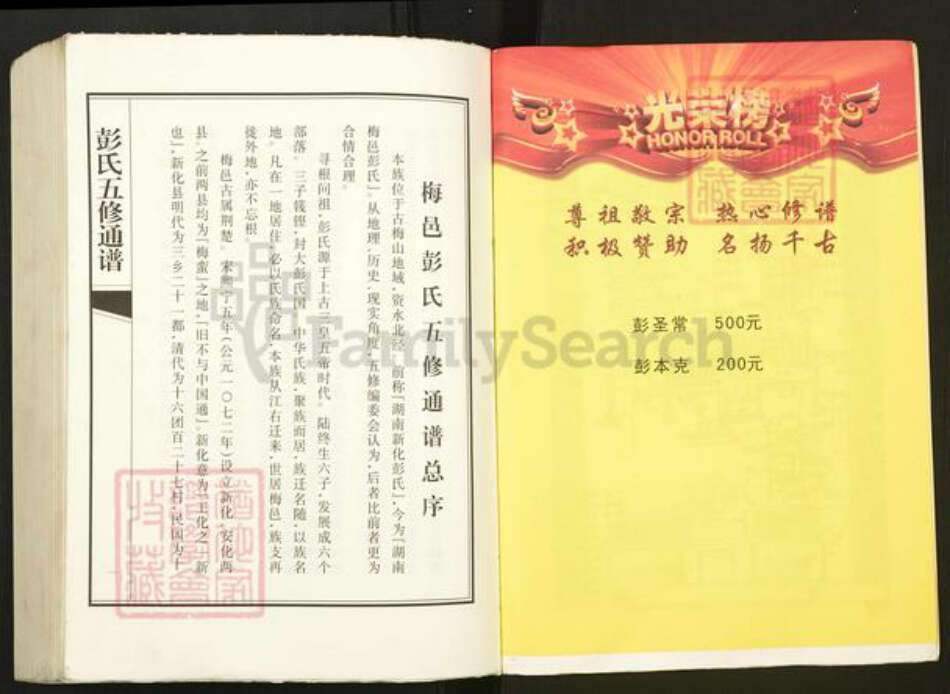 光荣榜
HONOR ROLL
尊祖敬宗 热心修谱
积极赞助 名扬千古
彭圣常 500元
彭本克 200元
梅邑彭氏五修通谱总序
本族位于古梅山地域,资水北经,前称「湖南新化彭氏」,今为「湖南
梅邑彭氏」。从地理、历史、现实角度,五修编委会认为,后者比前者更为
合情合理。
寻根问祖,彭氏源于上古三皇五帝时代。陆终生六子,发展成六个
部落。三子篯铿,封大彭氏国。中华氏族,聚族而居,族迁名随,以族名
地。凡在一地居住,必以氏族命名,本族从江右迁来,世居梅邑,族支再
徙外地,亦不忘根。
梅邑古属荆楚。宋熙宁五年(公元一〇七二年)设立新化、安化两
县。之前两县均为「梅蛮」之地,「旧不与中国通」。新化意为「王化之一新
也」,新化县明代为三乡二十一都,清代为十六团百二十七村,民国为十
彭氏五修通谱
FamilySearch